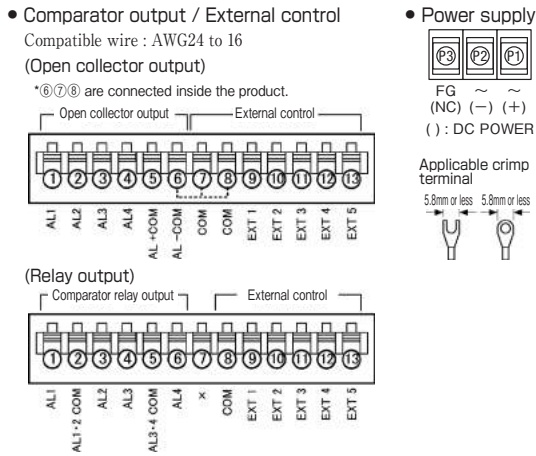 ● Comparator output / External control
Compatible wire : AWG24 to 16
(Open collector output)
*⑥⑦⑧ are connected inside the product.
Open collector output
External control
① ② ③ ④ ⑤ ⑥ ⑦ ⑧ ⑨ ⑩ ⑪ ⑫ ⑬
AL1
AL2
AL3
AL4
AL +COM
AL −COM
COM
COM
EXT 1
EXT 2
EXT 3
EXT 4
EXT 5
(Relay output)
Comparator relay output
External control
① ② ③ ④ ⑤ ⑥ ⑦ ⑧ ⑨ ⑩ ⑪ ⑫ ⑬
AL1
AL1・2 COM
AL2
AL3
AL3・4 COM
AL4
×
COM
EXT 1
EXT 2
EXT 3
EXT 4
EXT 5
● Power supply
P3 P2 P1
FG ～ ～
(NC) (−) (+)
( ) : DC POWER
Applicable crimp
terminal
5.8mm or less 5.8mm or less